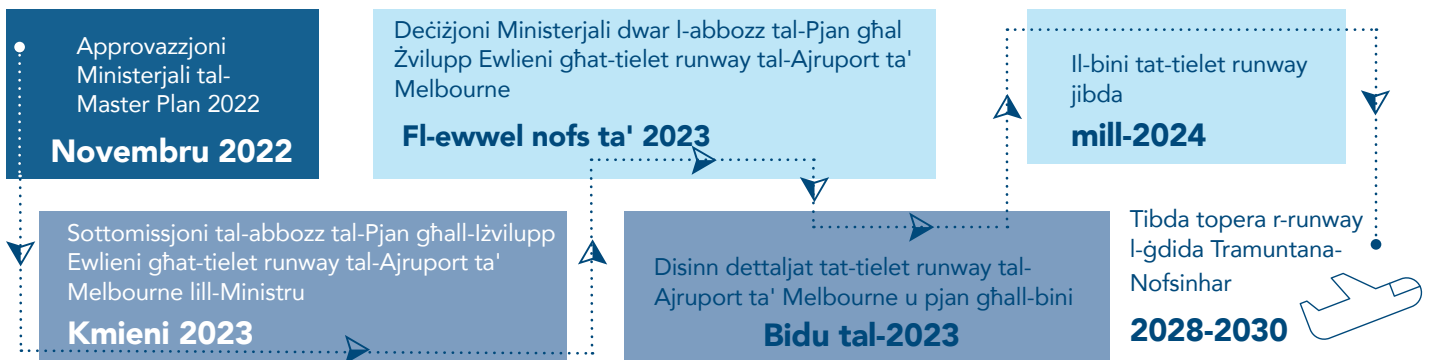 Approvazzjoni
Ministerjali tal-
Master Plan 2022
Novembru 2022
Sottomissjoni tal-abbozz tal-Pjan għall-Iżvilupp
Ewlieni għat-tielet runway tal-Ajruport ta'
Melbourne lill-Ministru
Kmieni 2023
Deċiżjoni Ministerjali dwar l-abbozz tal-Pjan għal
Żvilupp Ewlieni għat-tielet runway tal-Ajruport ta'
Melbourne
Fl-ewwel nofs ta' 2023
Disinn dettaljat tat-tielet runway tal-
Ajruport ta' Melbourne u pjan għall-bini
Bidu tal-2023
Il-bini tat-tielet runway
jibda
mill-2024
Tibda topera r-runway
l-ġdida Tramuntana-
Nofsinhar
2028-2030